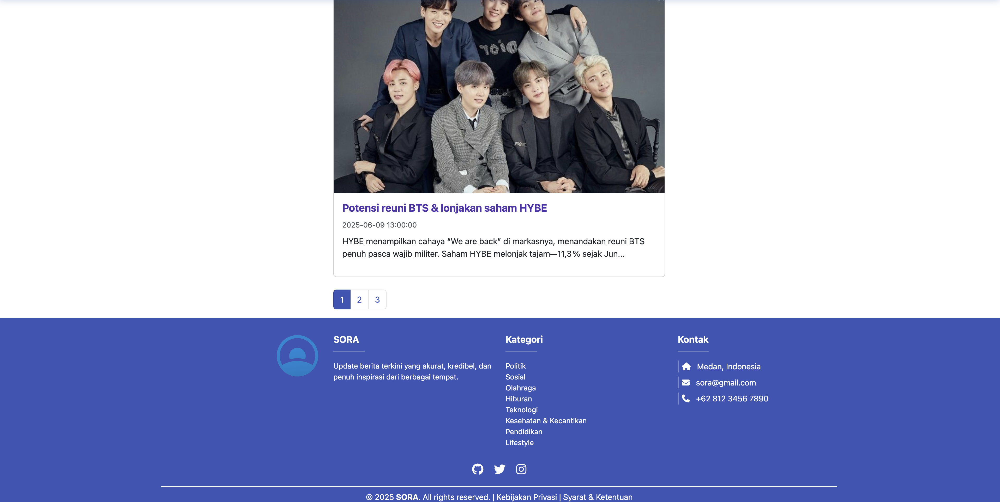 Potensi reuni BTS & lonjakan saham HYBE
2025-06-09 13:00:00
HYBE menampilkan cahaya “We are back” di markasnya, menandakan reuni BTS
penuh pasca wajib militer. Saham HYBE melonjak tajam—11,3 % sejak Jun...
1 2 3
SORA
Update berita terkini yang akurat, kredibel, dan
penuh inspirasi dari berbagai tempat.
Kategori
Politik
Sosial
Olahraga
Hiburan
Teknologi
Kesehatan & Kecantikan
Pendidikan
Lifestyle
Kontak
Medan, Indonesia
sora@gmail.com
+62 812 3456 7890
© 2025 SORA. All rights reserved. | Kebijakan Privasi | Syarat & Ketentuan